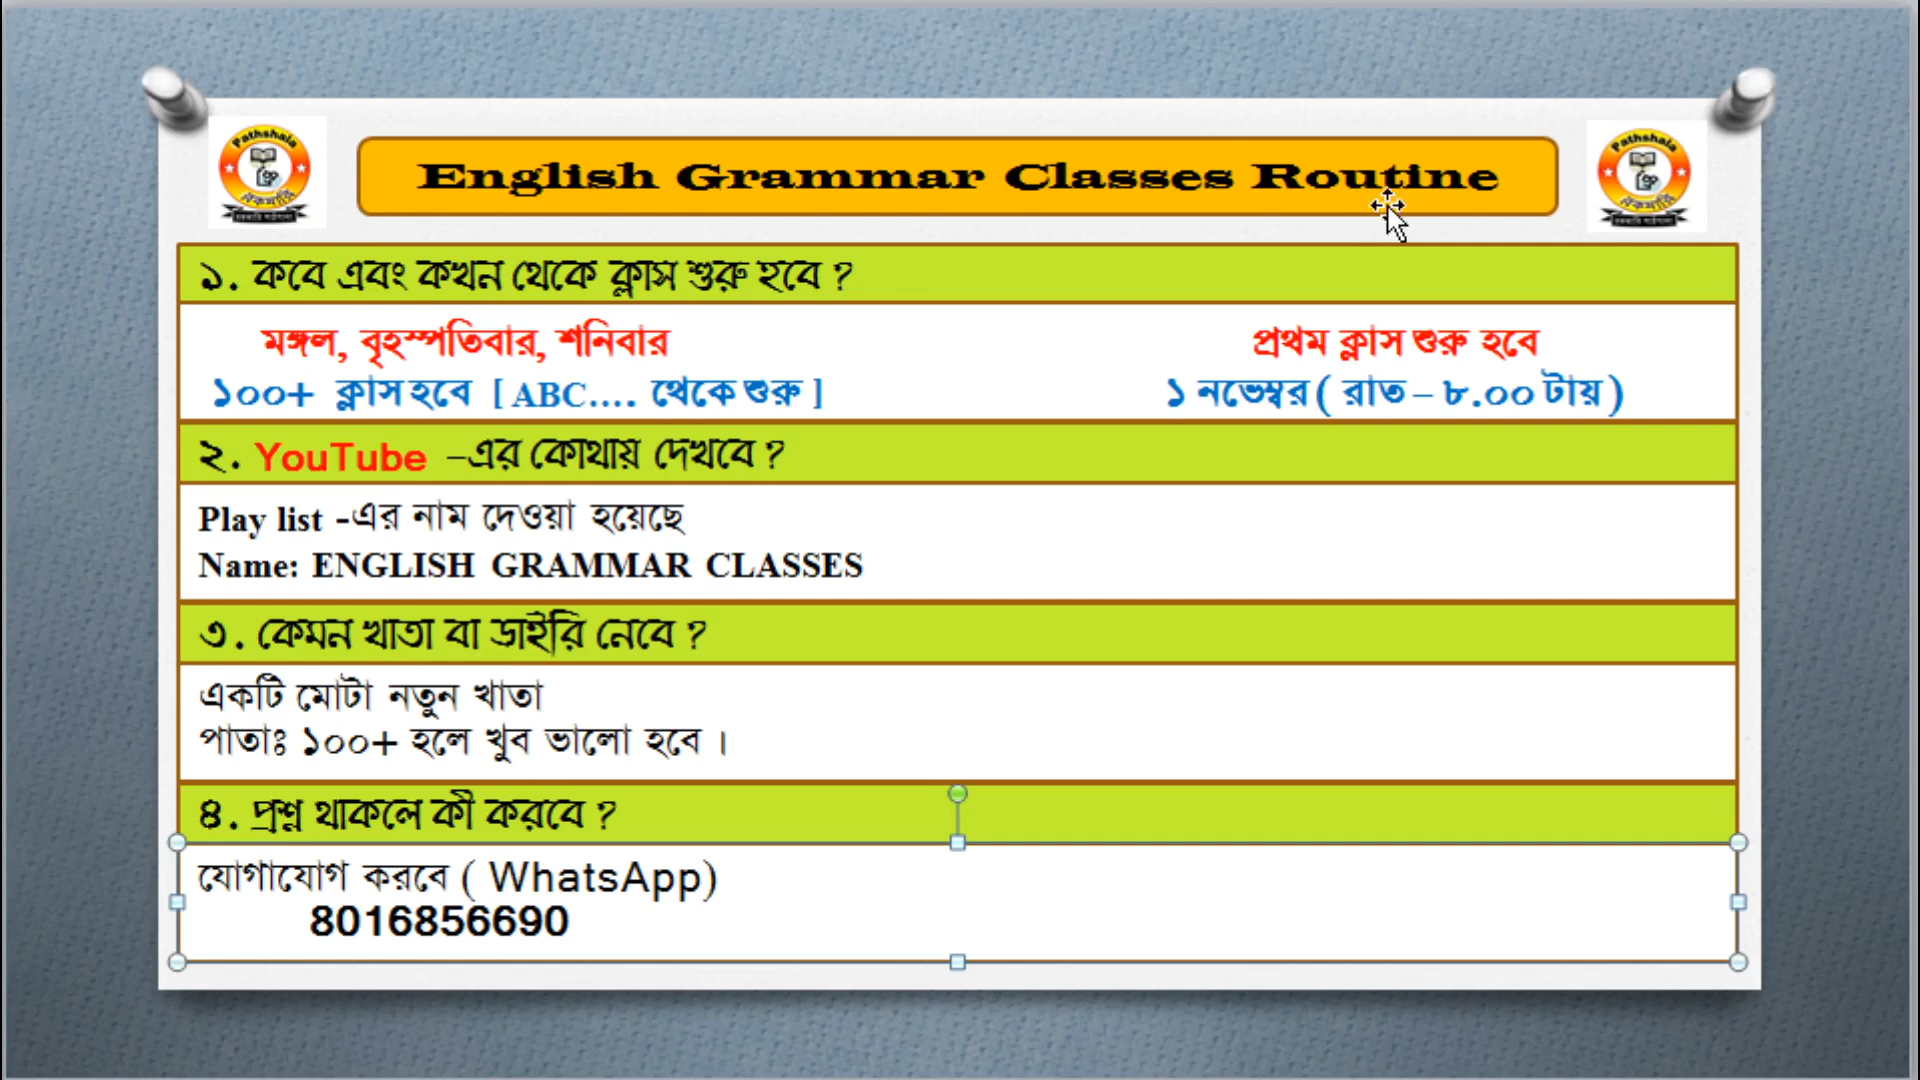 Pathshala
Pathshala
English Grammar Classes Routine
১. কবে এবং কখন থেকে ক্লাস শুরু হবে ?
মঙ্গল, বৃহস্পতিবার, শনিবার
প্রথম ক্লাস শুরু হবে
১০০+ ক্লাস হবে [ ABC.... থেকে শুরু ]
১ নভেম্বর ( রাত – ৮.০০ টায় )
২. YouTube –এর কোথায় দেখবে ?
Play list -এর নাম দেওয়া হয়েছে
Name: ENGLISH GRAMMAR CLASSES
৩. কেমন খাতা বা ডাইরি নেবে ?
একটি মোটা নতুন খাতা
পাতাঃ ১০০+ হলে খুব ভালো হবে ।
৪. প্রশ্ন থাকলে কী করবে ?
যোগাযোগ করবে ( WhatsApp)
8016856690